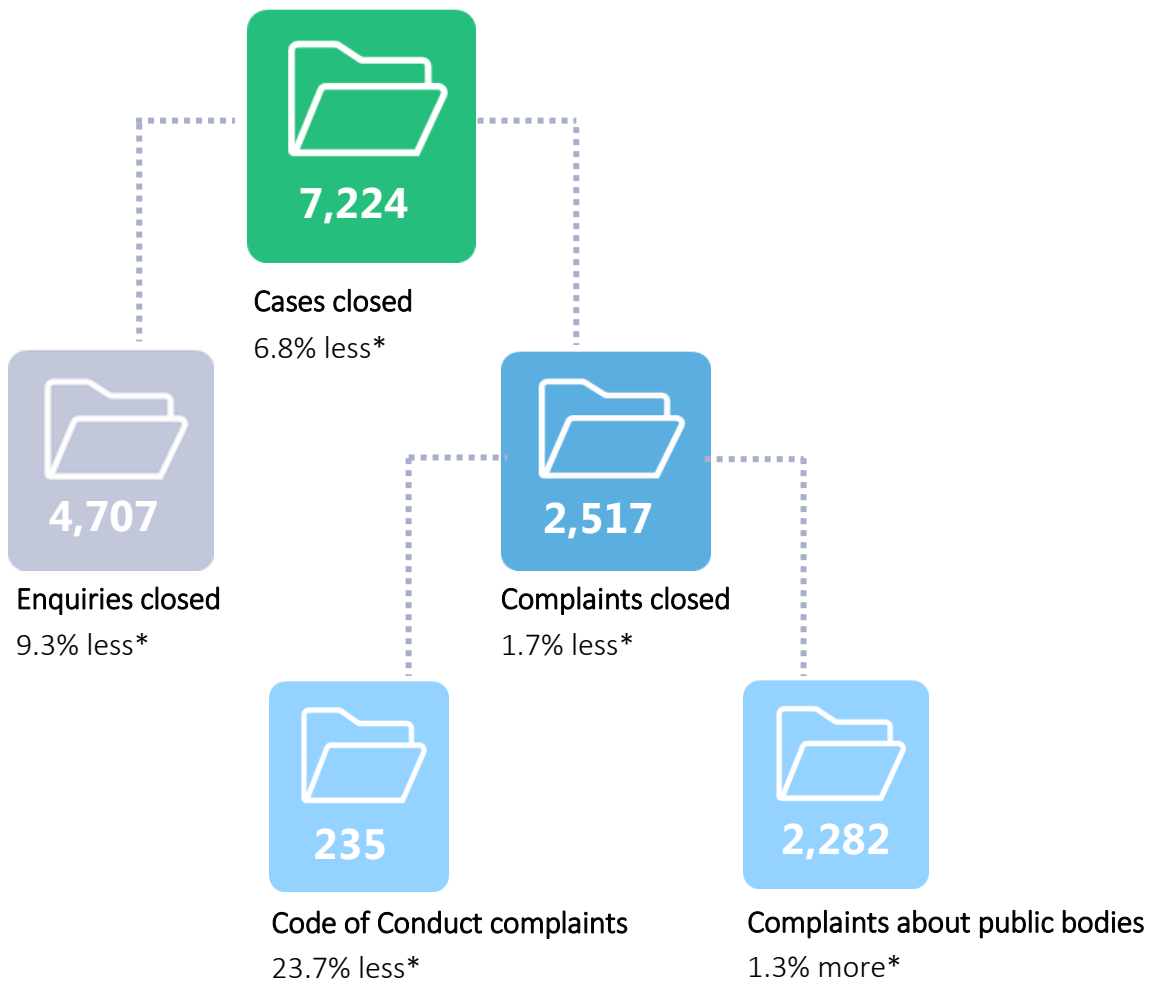 7,224
Cases closed
6.8% less*
4,707
Enquiries closed
9.3% less*
2,517
Complaints closed
1.7% less*
235
Code of Conduct complaints
23.7% less*
2,282
Complaints about public bodies
1.3% more*